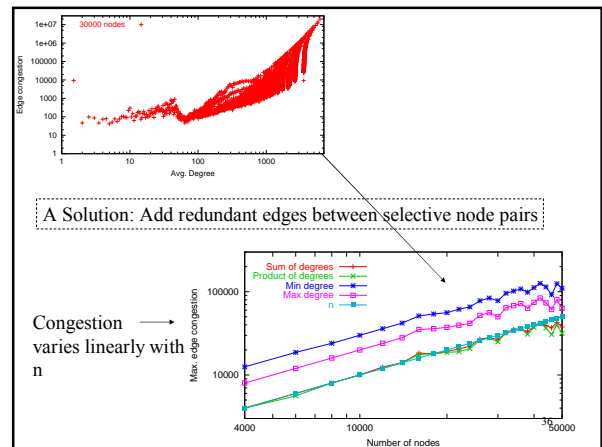 1e+07
30000 nodes
1e+06
100000
10000
1000
100
10
1
1 10 100 1000
Edge congestion
Avg. Degree
A Solution: Add redundant edges between selective node pairs
Sum of degrees
Product of degrees
Min degree
Max degree
n
100000
10000
Max. edge congestion
Congestion
varies linearly with
n
4000 10000 50000
Number of nodes
36